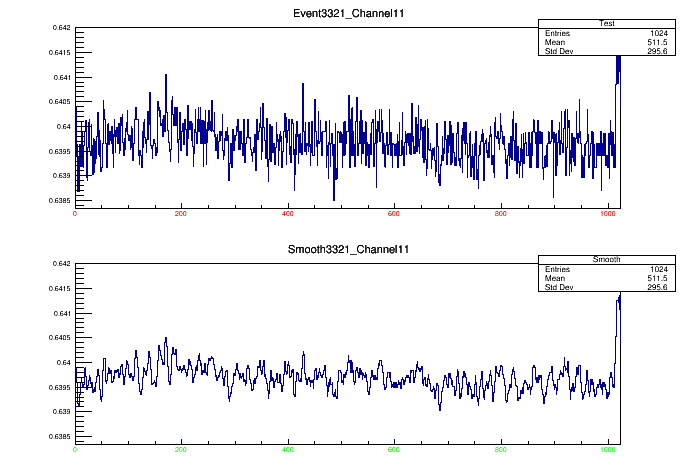 Event3321_Channel11
Test
Entries 1024
Mean 511.5
Std Dev 295.6
0.642
0.6415
0.641
0.6405
0.64
0.6395
0.639
0.6385
0 200 400 600 800 1000
Smooth3321_Channel11
Smooth
Entries 1024
Mean 511.5
Std Dev 295.6
0.642
0.6415
0.641
0.6405
0.64
0.6395
0.639
0.6385
0 200 400 600 800 1000